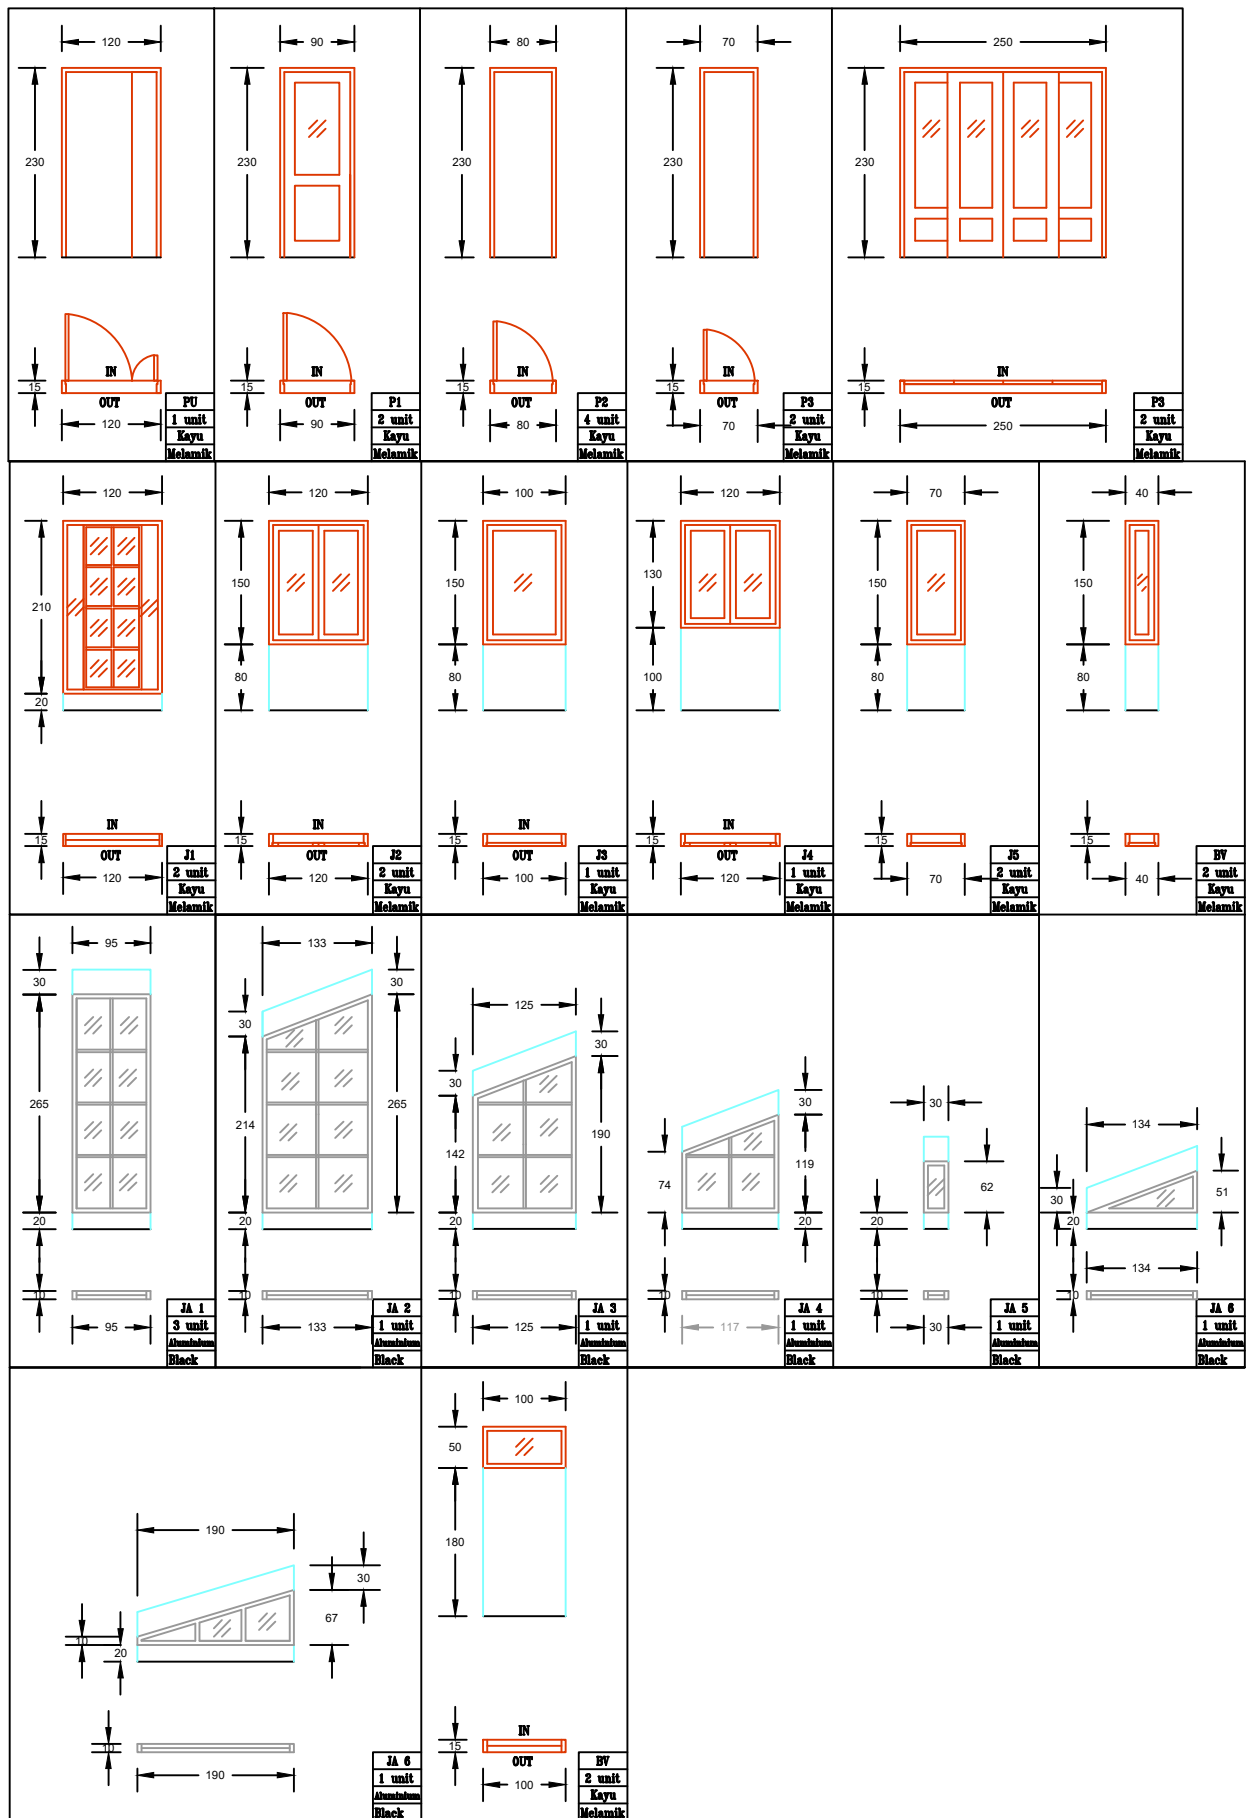 120
230
IN
15
OUT
120
PU
1 unit
Kayu
Melamik
90
230
IN
15
OUT
90
P1
2 unit
Kayu
Melamik
80
230
IN
15
OUT
80
P2
4 unit
Kayu
Melamik
70
230
IN
15
OUT
70
P3
2 unit
Kayu
Melamik
250
230
IN
15
OUT
250
P3
2 unit
Kayu
Melamik
120
210
20
IN
15
OUT
120
J1
2 unit
Kayu
Melamik
120
150
80
IN
15
OUT
120
J2
2 unit
Kayu
Melamik
100
150
80
IN
15
OUT
100
J3
1 unit
Kayu
Melamik
120
130
100
IN
15
OUT
120
J4
1 unit
Kayu
Melamik
70
150
80
15
70
J5
2 unit
Kayu
Melamik
40
150
80
15
40
BV
2 unit
Kayu
Melamik
95
30
265
20
10
95
JA 1
3 unit
Aluminium
Black
133
30
30
214
265
20
10
133
JA 2
1 unit
Aluminium
Black
125
30
30
142
190
20
10
125
JA 3
1 unit
Aluminium
Black
30
74
119
20
10
117
JA 4
1 unit
Aluminium
Black
30
62
20
10
30
JA 5
1 unit
Aluminium
Black
134
30
51
20
134
10
JA 6
1 unit
Aluminium
Black
190
30
67
10
20
10
190
JA 6
1 unit
Aluminium
Black
100
50
180
IN
15
OUT
100
BV
2 unit
Kayu
Melamik